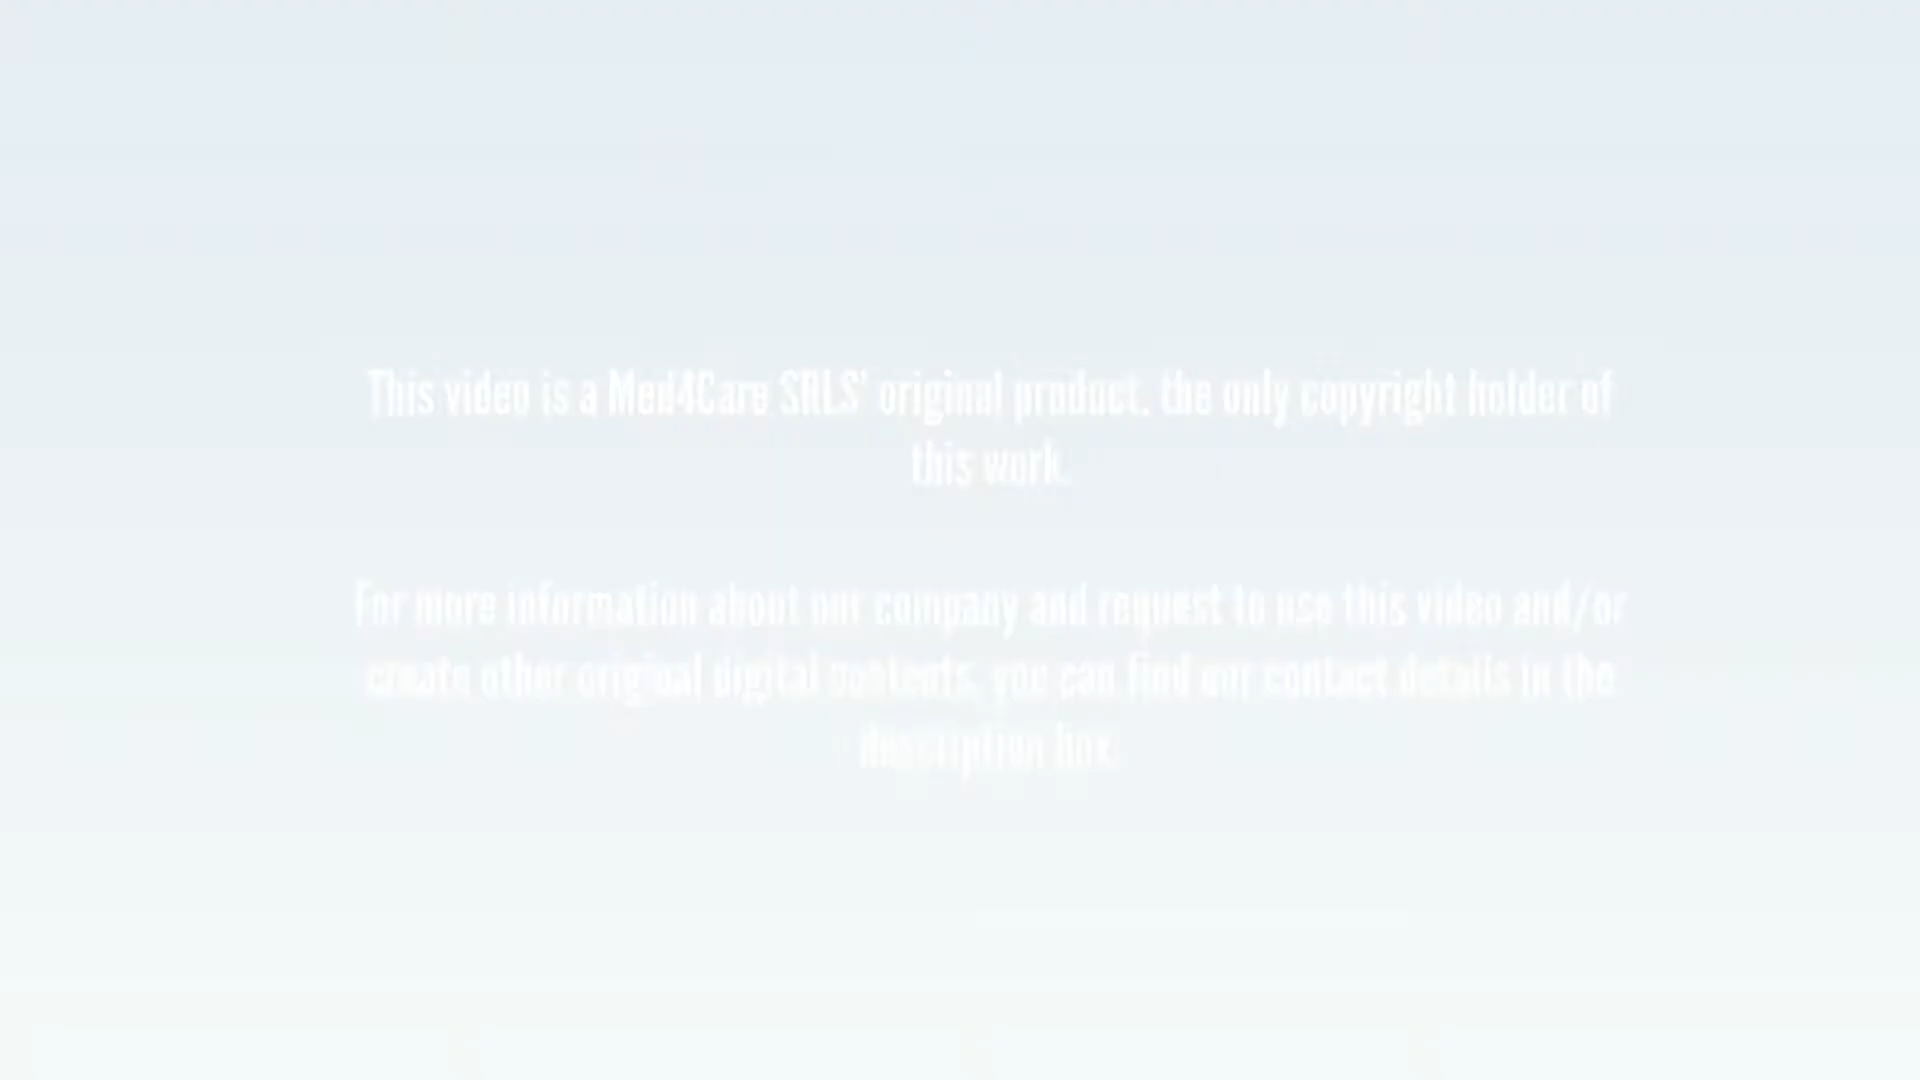 This video is a Med4Care SRLS' original product, the only copyright holder of
this work.
For more information about our company and request to use this video and/or
create other original digital contents, you can find our contact details in the
description box.